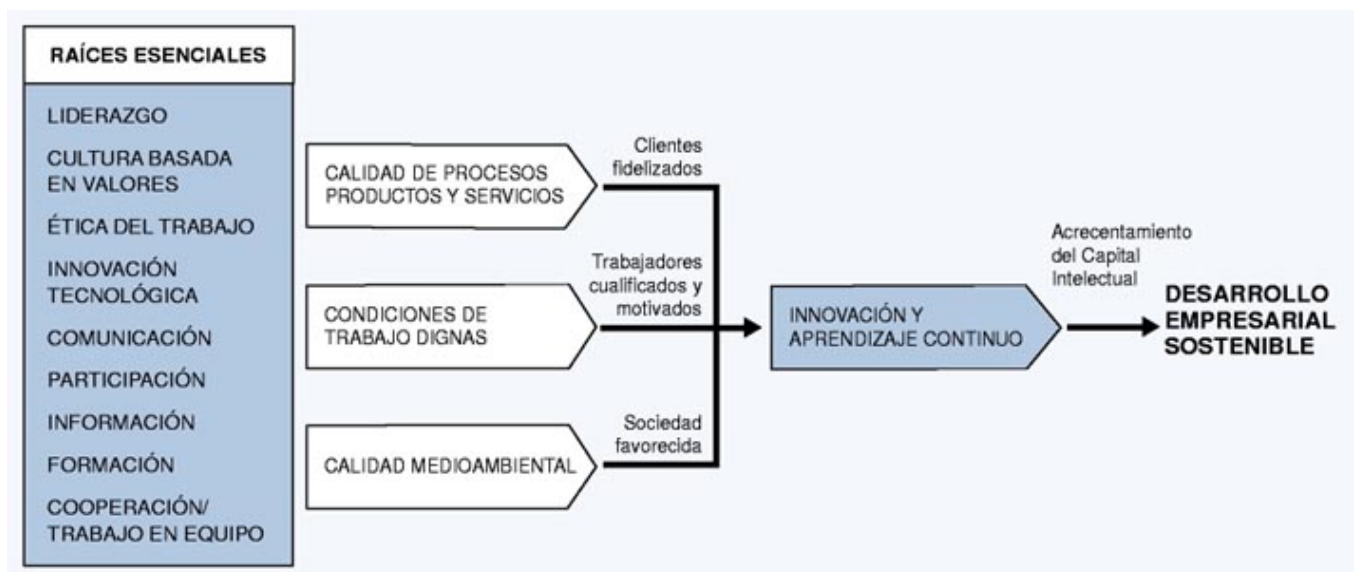 RAÍCES ESENCIALES
LIDERAZGO
CULTURA BASADA
EN VALORES
ÉTICA DEL TRABAJO
INNOVACIÓN
TECNOLÓGICA
COMUNICACIÓN
PARTICIPACIÓN
INFORMACIÓN
FORMACIÓN
COOPERACIÓN/
TRABAJO EN EQUIPO
CALIDAD DE PROCESOS
PRODUCTOS Y SERVICIOS
Clientes
fidelizados
CONDICIONES DE
TRABAJO DIGNAS
Trabajadores
cualificados y
motivados
CALIDAD MEDIOAMBIENTAL
Sociedad
favorecida
INNOVACIÓN Y
APRENDIZAJE CONTINUO
Acrecentamiento
del Capital
Intelectual
DESARROLLO
EMPRESARIAL
SOSTENIBLE